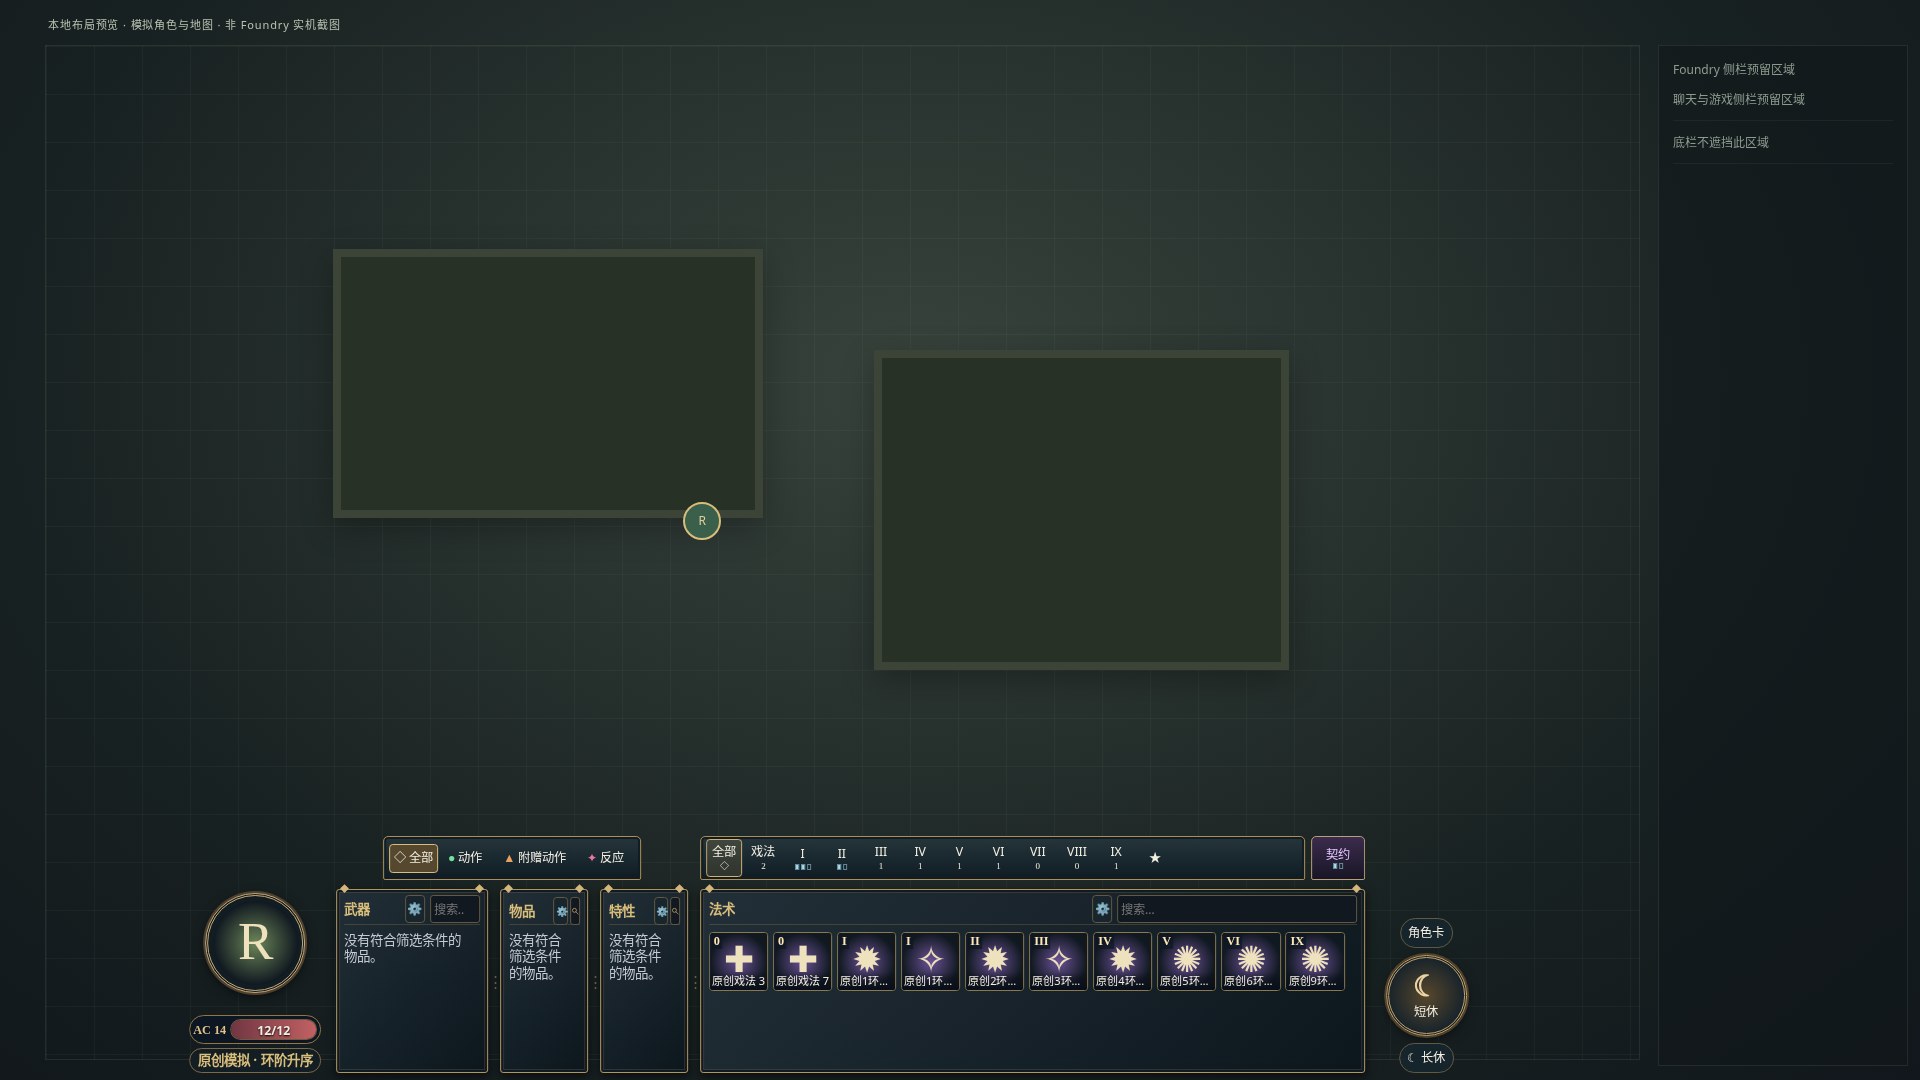 本地布局预览 · 模拟角色与地图 · 非 Foundry 实机截图
Foundry 侧栏预留区域
聊天与游戏侧栏预留区域
底栏不遮挡此区域
R
◇ 全部 ● 动作 ▲ 附赠动作 ✦ 反应
全部 戏法 I II III IV V VI VII VIII IX ★
◇ 2 1 1 1 1 0 0 1
契约
武器 搜索..
没有符合筛选条件的
物品。
物品
没有符合
筛选条件
的物品。
特性
没有符合
筛选条件
的物品。
法术 搜索...
0 0 I I II III IV V VI IX
原创戏法 3 原创戏法 7 原创1环... 原创1环... 原创2环... 原创3环... 原创4环... 原创5环... 原创6环... 原创9环...
R
AC 14 12/12
原创模拟 · 环阶升序
角色卡
短休
☾ 长休